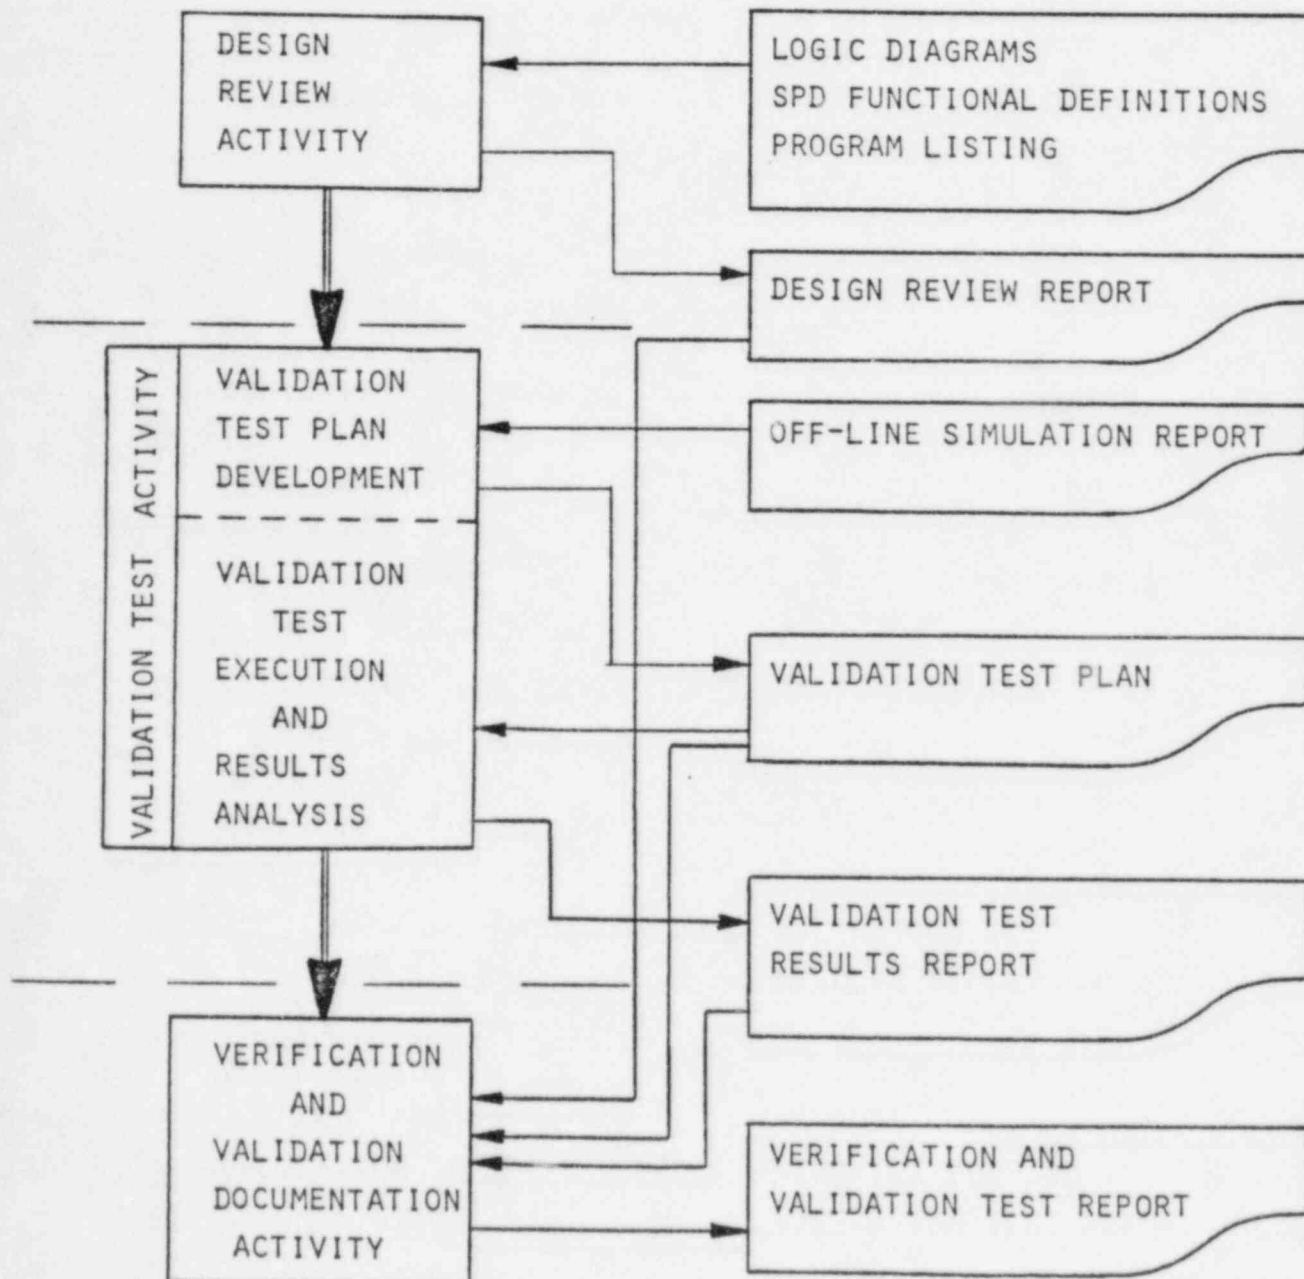 DESIGN
REVIEW
ACTIVITY
LOGIC DIAGRAMS
SPD FUNCTIONAL DEFINITIONS
PROGRAM LISTING
DESIGN REVIEW REPORT
VALIDATION TEST ACTIVITY
VALIDATION
TEST PLAN
DEVELOPMENT
OFF-LINE SIMULATION REPORT
VALIDATION
TEST
EXECUTION
AND
RESULTS
ANALYSIS
VALIDATION TEST PLAN
VALIDATION TEST
RESULTS REPORT
VERIFICATION
AND
VALIDATION
DOCUMENTATION
ACTIVITY
VERIFICATION AND
VALIDATION TEST REPORT